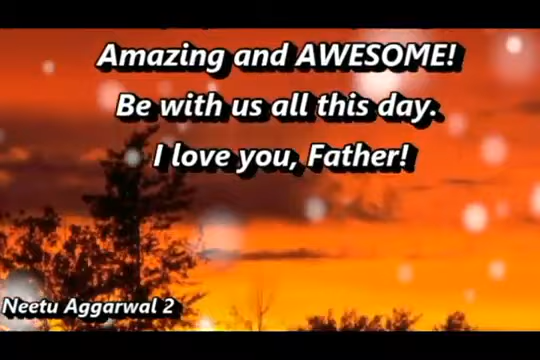 Amazing and AWESOME!
Be with us all this day.
I love you, Father!
Neetu Aggarwal 2